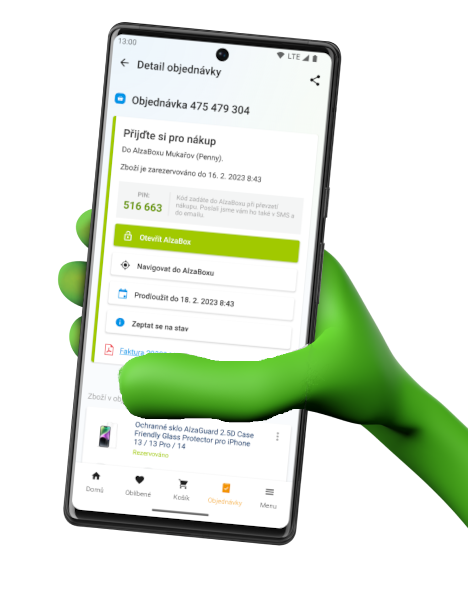 13:00
LTE
Detail objednávky
Objednávka 475 479 304
Přijďte si pro nákup
Do AlzaBoxu Mukařov (Penny).
Zboží je zarezervováno do 16. 2. 2023 8:43
PIN:
516 663
Kód zadáte do AlzaBoxu při převzetí
nákupu. Poslali jsme vám ho také v SMS a
do emailu.
Otevřít AlzaBox
Navigovat do AlzaBoxu
Prodloužit do 18. 2. 2023 8:43
Zeptat se na stav
Faktura
Zboží v
Ochranné sklo AlzaGuard 2.5D Case
Friendly Glass Protector pro iPhone
13 / 13 Pro / 14
Rezervováno
Domů
Oblíbené
Košík
Objednávky
Menu